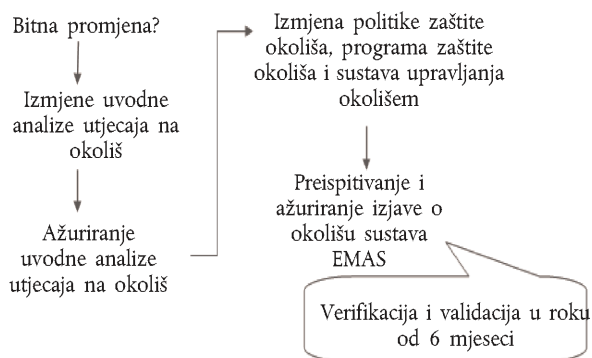 Bitna promjena?
Izmjene uvodne
analize utjecaja na
okoliš
Ažuriranje
uvodne analize
utjecaja na okoliš
Izmjena politike zaštite
okoliša, programa zaštite
okoliša i sustava upravljanja
okolišem
Preispitivanje i
ažuriranje izjave o
okolišu sustava
EMAS
Verifikacija i validacija u roku
od 6 mjeseci